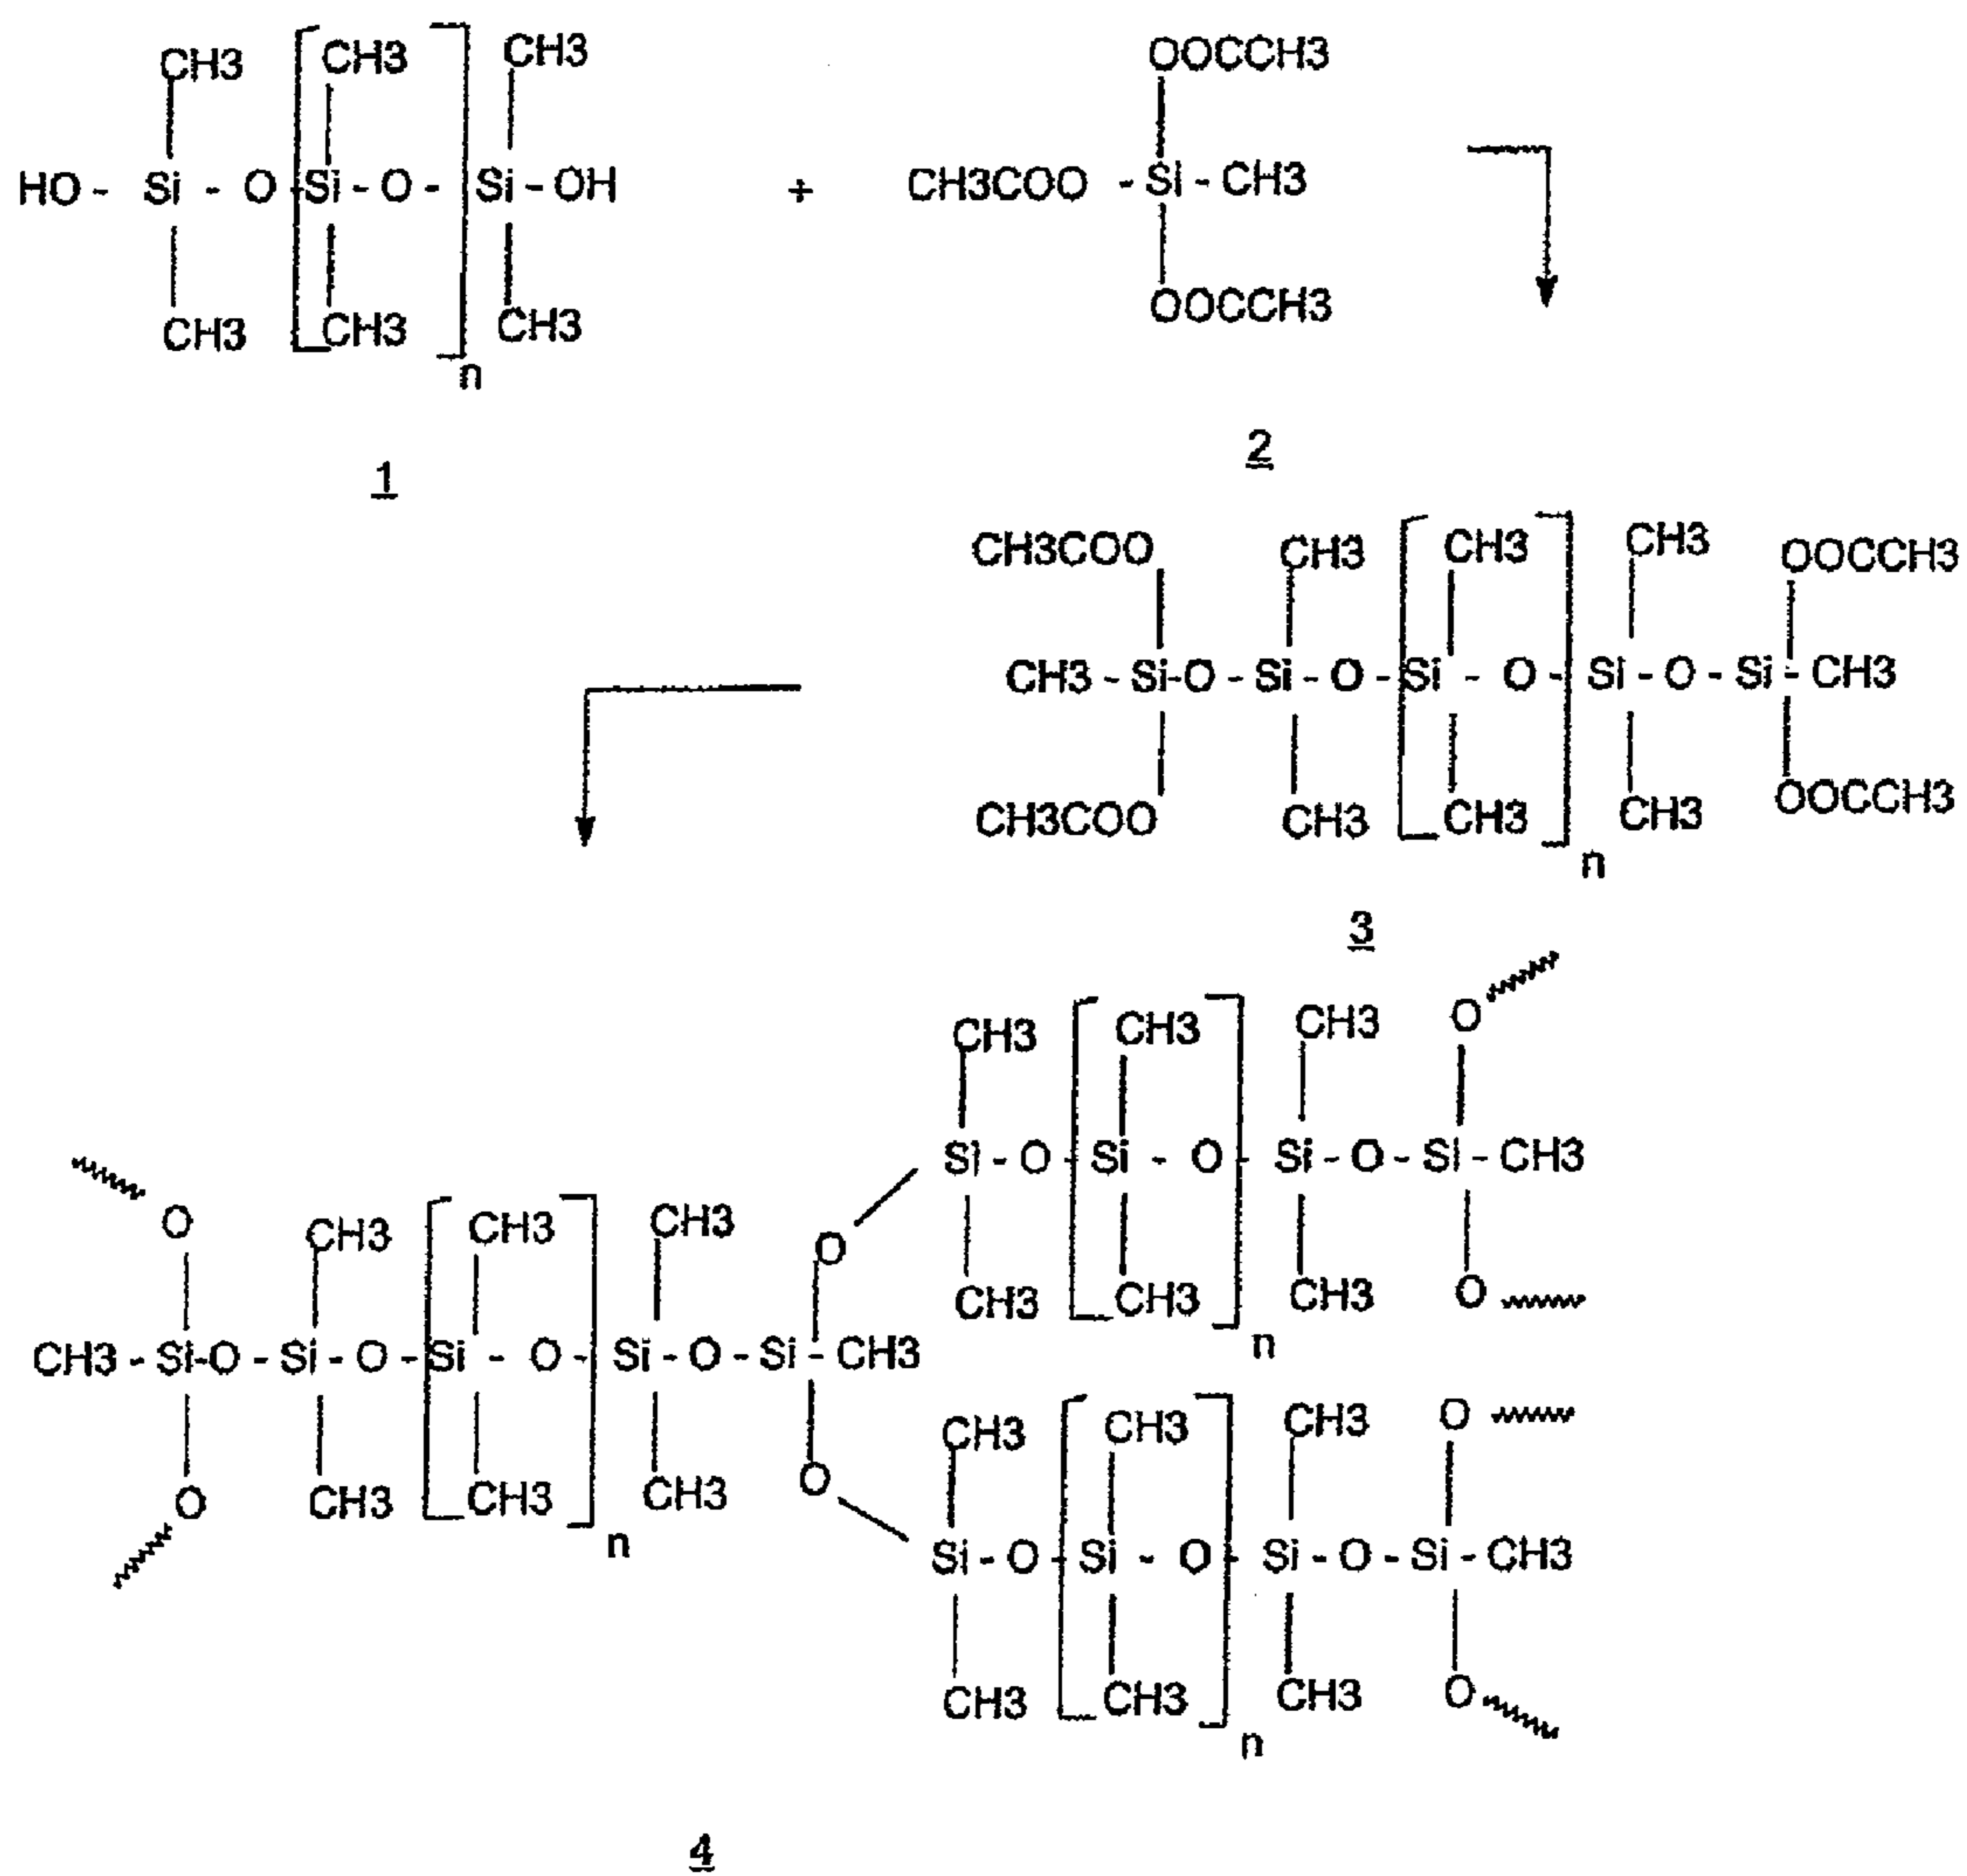 CH3 CH3 CH3
HO - Si - O - Si - O - Si - OH
CH3 CH3 CH3
n
1
+
OOCCH3
CH3COO - Si - CH3
OOCCH3
2
CH3COO CH3 CH3 CH3 OOCCH3
CH3 - Si - O - Si - O - Si - O - Si - O - Si - CH3
CH3COO CH3 CH3 CH3 OOCCH3
n
3
CH3 CH3 CH3 O
Si - O - Si - O - Si - O - Si - CH3
CH3 CH3 CH3 O
n
O CH3 CH3 CH3 O
CH3 - Si - O - Si - O - Si - O - Si - O - Si - CH3
O CH3 CH3 CH3 O
n
CH3 CH3 CH3 O
Si - O - Si - O - Si - O - Si - CH3
CH3 CH3 CH3 O
n
4